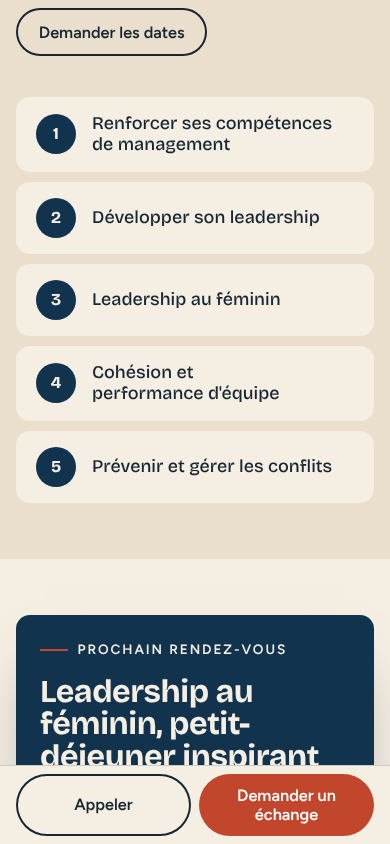 Demander les dates
1
Renforcer ses compétences
de management
2
Développer son leadership
3
Leadership au féminin
4
Cohésion et
performance d'équipe
5
Prévenir et gérer les conflits
PROCHAIN RENDEZ-VOUS
Leadership au
féminin, petit-
déjeuner inspirant
Appeler
Demander un
échange